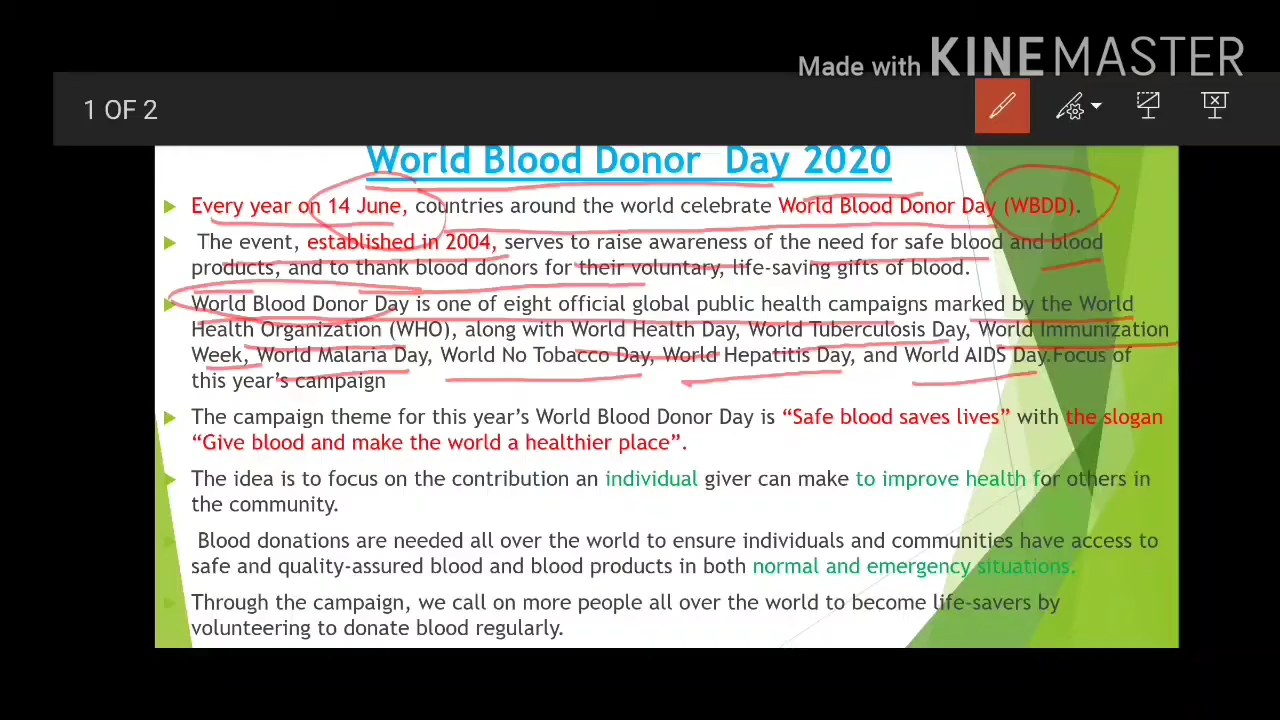 Made with KINEMASTER
1 OF 2
World Blood Donor Day 2020
Every year on 14 June, countries around the world celebrate World Blood Donor Day (WBDD).
The event, established in 2004, serves to raise awareness of the need for safe blood and blood
products, and to thank blood donors for their voluntary, life-saving gifts of blood.
World Blood Donor Day is one of eight official global public health campaigns marked by the World
Health Organization (WHO), along with World Health Day, World Tuberculosis Day, World Immunization
Week, World Malaria Day, World No Tobacco Day, World Hepatitis Day, and World AIDS Day.Focus of
this year's campaign
The campaign theme for this year's World Blood Donor Day is “Safe blood saves lives” with the slogan
“Give blood and make the world a healthier place”.
The idea is to focus on the contribution an individual giver can make to improve health for others in
the community.
Blood donations are needed all over the world to ensure individuals and communities have access to
safe and quality-assured blood and blood products in both normal and emergency situations.
Through the campaign, we call on more people all over the world to become life-savers by
volunteering to donate blood regularly.